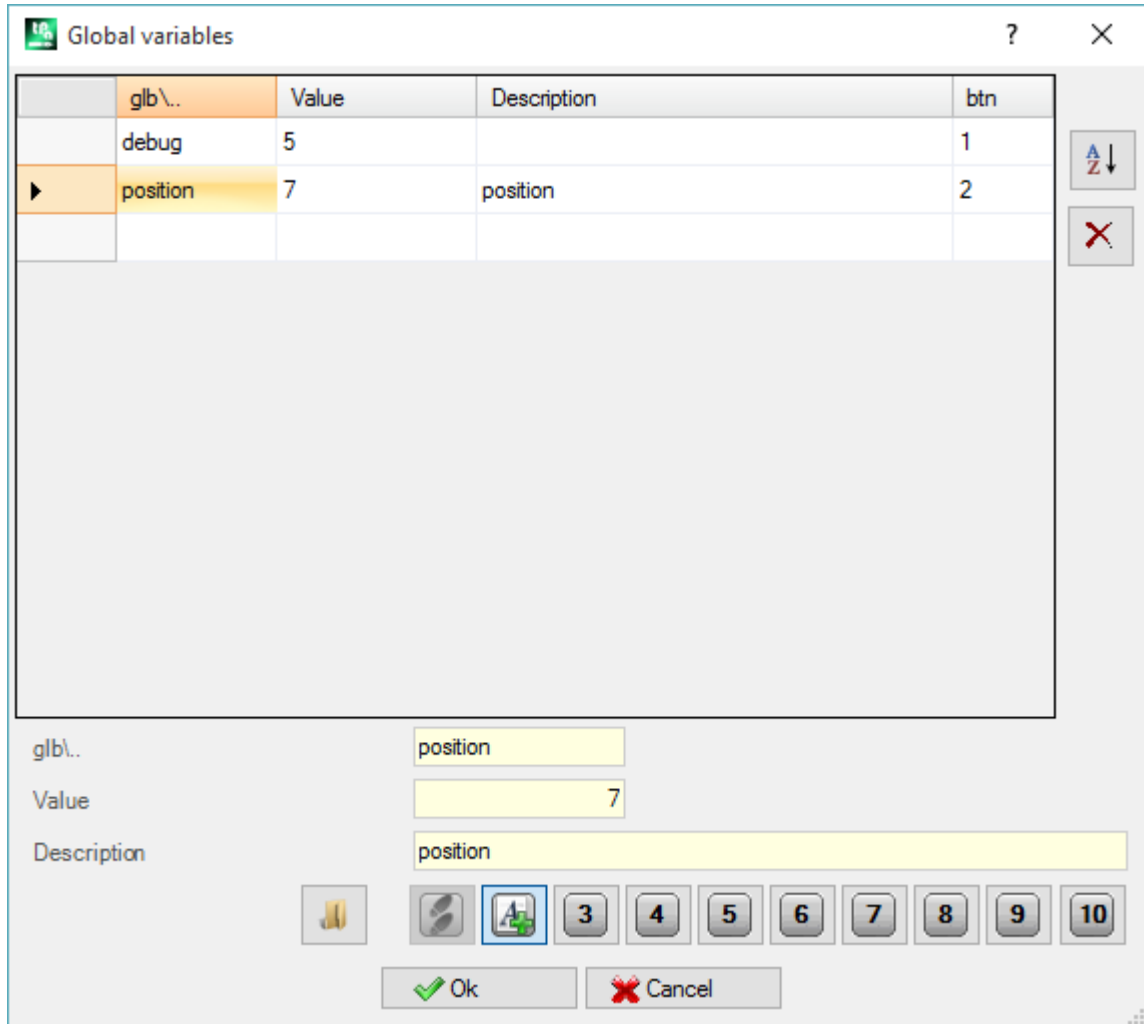 Global variables ?
glb\.. Value Description btn
debug 5 1
position 7 position 2
glb\.. position
Value 7
Description position
3 4 5 6 7 8 9 10
Ok Cancel